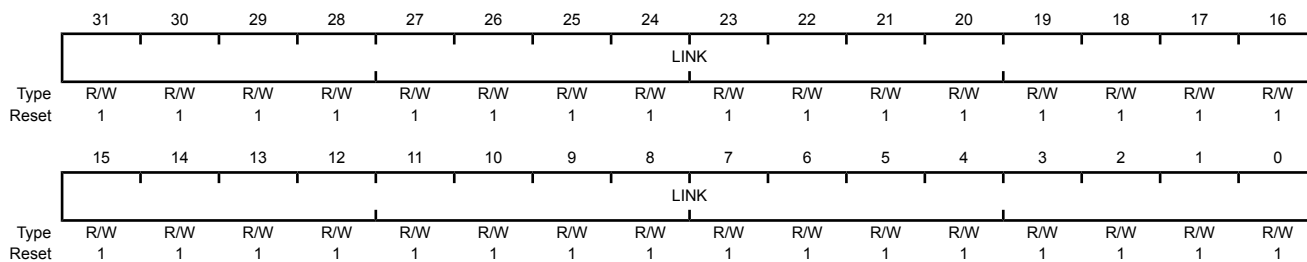 31 30 29 28 27 26 25 24 23 22 21 20 19 18 17 16
LINK
Type R/W R/W R/W R/W R/W R/W R/W R/W R/W R/W R/W R/W R/W R/W R/W R/W
Reset 1 1 1 1 1 1 1 1 1 1 1 1 1 1 1 1
15 14 13 12 11 10 9 8 7 6 5 4 3 2 1 0
LINK
Type R/W R/W R/W R/W R/W R/W R/W R/W R/W R/W R/W R/W R/W R/W R/W R/W
Reset 1 1 1 1 1 1 1 1 1 1 1 1 1 1 1 1